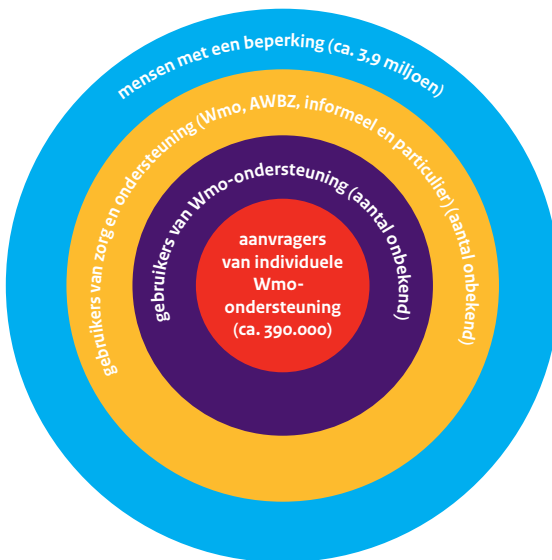 mensen met een beperking (ca. 3,9 miljoen)
gebruikers van zorg en ondersteuning (Wmo, AWBZ, informeel en particulier) (aantal onbekend)
gebruikers van Wmo-ondersteuning (aantal onbekend)
aanvragers
van individuele
Wmo-
ondersteuning
(ca. 390.000)